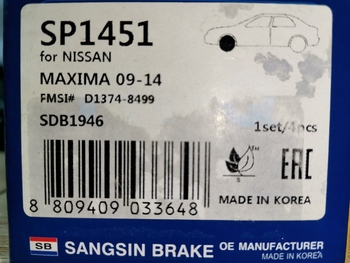 SP1451
for NISSAN
MAXIMA 09-14
FMSI# D1374-8499
SDB1946
1set/4pcs
EAC
8 809409 033648
MADE IN KOREA
SB SANGSIN BRAKE OE MANUFACTURER
MADE IN KOREA